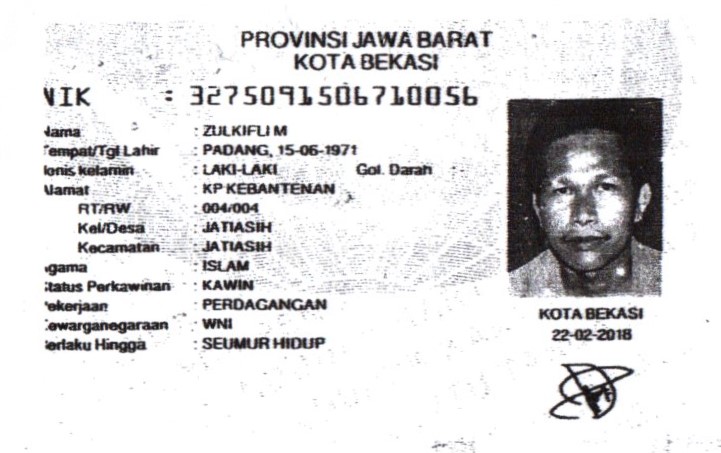 PROVINSI JAWA BARAT
KOTA BEKASI
NIK : 3275091506710056
Nama : ZULKIFLI M
Tempat/Tgl Lahir : PADANG, 15-06-1971
Jenis kelamin : LAKI-LAKI Gol. Darah
Alamat : KP KEBANTENAN
RT/RW : 004/004
Kel/Desa : JATIASIH
Kecamatan : JATIASIH
Agama : ISLAM
Status Perkawinan : KAWIN
Pekerjaan : PERDAGANGAN
Kewarganegaraan : WNI
Berlaku Hingga : SEUMUR HIDUP
KOTA BEKASI
22-02-2018